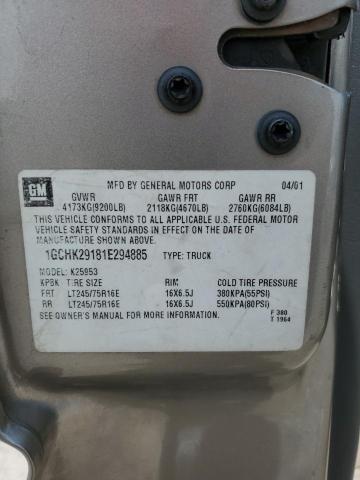 GM MFD BY GENERAL MOTORS CORP 04/01
GVWR GAWR FRT GAWR RR
4173KG(9200LB) 2118KG(4670LB) 2760KG(6084LB)
THIS VEHICLE CONFORMS TO ALL APPLICABLE U.S. FEDERAL MOTOR
VEHICLE SAFETY STANDARDS IN EFFECT ON THE DATE OF
MANUFACTURE SHOWN ABOVE.
1GCHK29181E294885 TYPE: TRUCK
MODEL: K25953
KPBK TIRE SIZE RIM COLD TIRE PRESSURE
FRT LT245/75R16E 16X6.5J 380KPA(55PSI)
RR LT245/75R16E 16X6.5J 550KPA(80PSI)
SEE OWNER'S MANUAL FOR MORE INFORMATION. F 380
T 1964